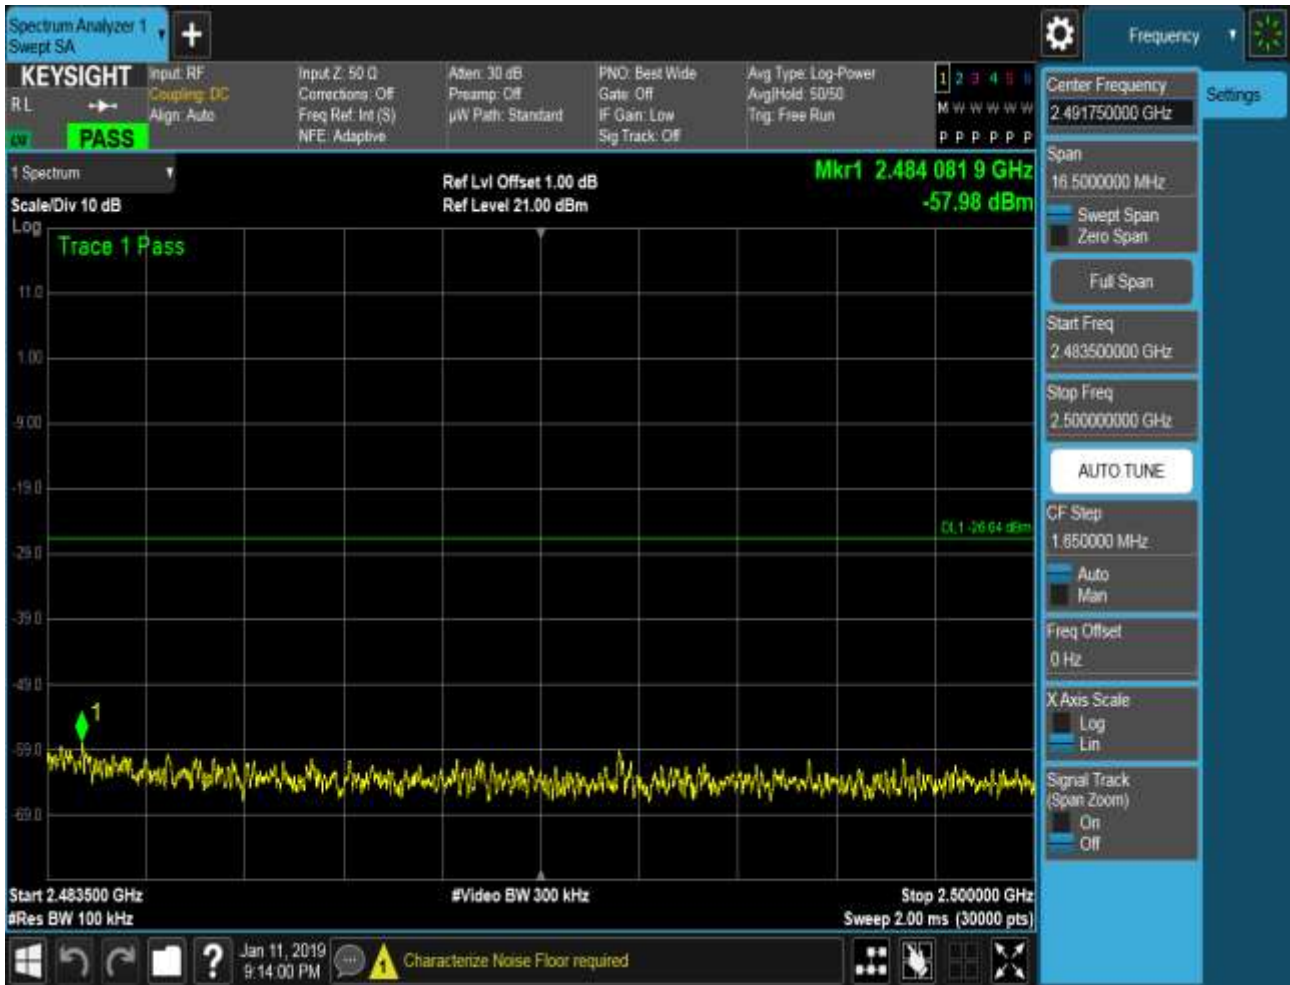 Spectrum Analyzer 1
Swept SA
+
Frequency
KEYSIGHT
RL
PASS
Input: RF
Coupling: DC
Align: Auto
Input Z: 50 Ω
Corrections: Off
Freq Ref: Int (S)
NFE: Adaptive
Atten: 30 dB
Preamp: Off
µW Path: Standard
PNO: Best Wide
Gate: Off
IF Gain: Low
Sig Track: Off
Avg Type: Log-Power
Avg|Hold: 50/50
Trig: Free Run
1 2 3 4 5 6
M W W W W W
P P P P P P
1 Spectrum
Scale/Div 10 dB
Log
Ref Lvl Offset 1.00 dB
Ref Level 21.00 dBm
Mkr1 2.484 081 9 GHz
-57.98 dBm
Trace 1 Pass
11.0
1.00
-9.00
-19.0
DL1 -26.64 dBm
-29.0
-39.0
-49.0
1
-59.0
-69.0
Start 2.483500 GHz
#Res BW 100 kHz
#Video BW 300 kHz
Stop 2.500000 GHz
Sweep 2.00 ms (30000 pts)
Center Frequency
2.491750000 GHz
Settings
Span
16.5000000 MHz
Swept Span
Zero Span
Full Span
Start Freq
2.483500000 GHz
Stop Freq
2.500000000 GHz
AUTO TUNE
CF Step
1.650000 MHz
Auto
Man
Freq Offset
0 Hz
X Axis Scale
Log
Lin
Signal Track
(Span Zoom)
On
Off
?
Jan 11, 2019
9:14:00 PM
1
Characterize Noise Floor required